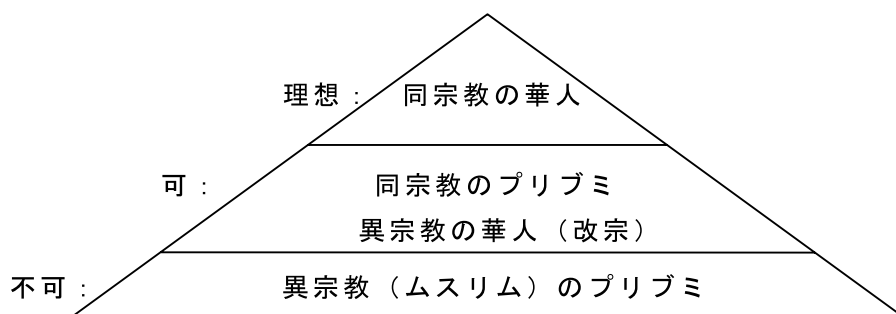 理想： 同宗教の華人
可： 同宗教のプリブミ
異宗教の華人（改宗）
不可： 異宗教（ムスリム）のプリブミ